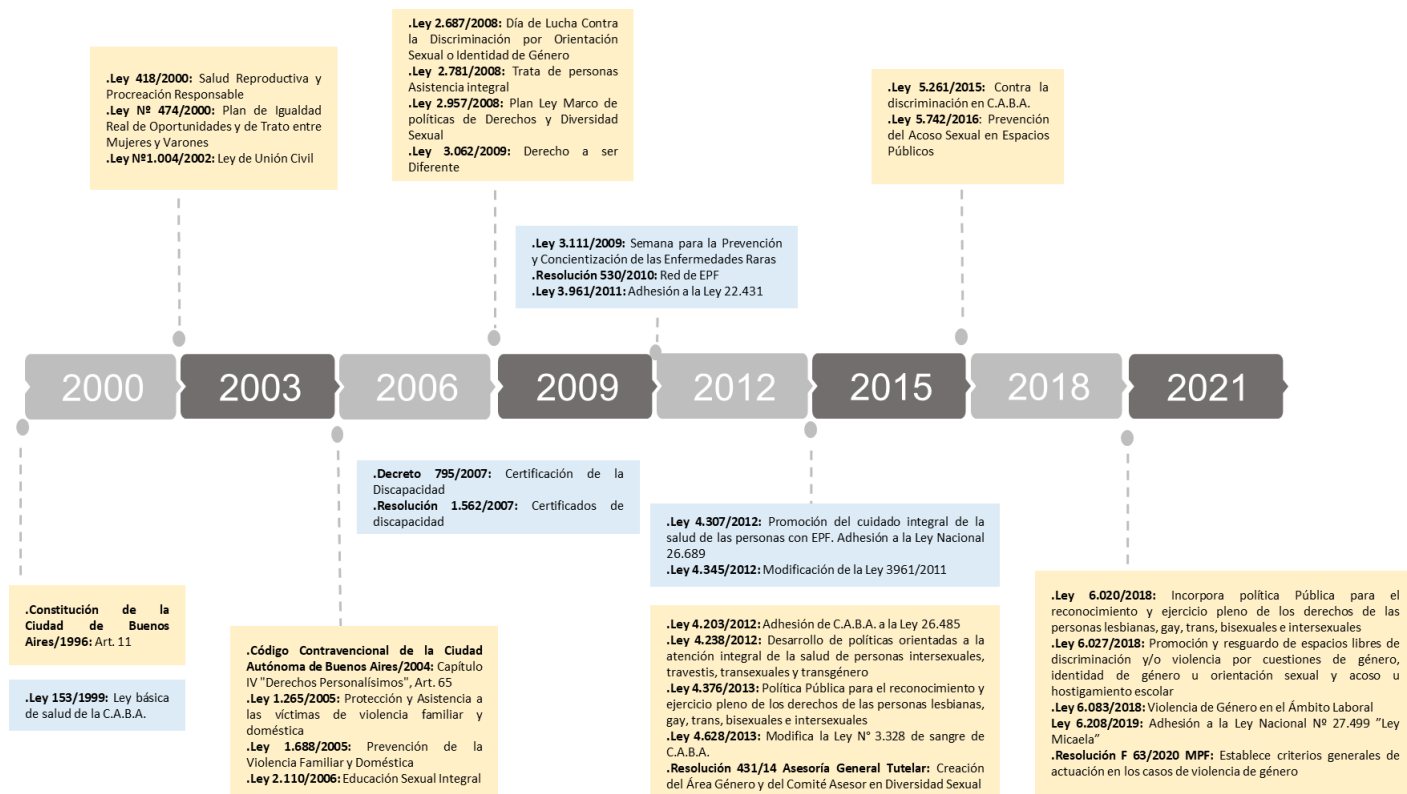 .Ley 418/2000: Salud Reproductiva y
Procreación Responsable
.Ley Nº 474/2000: Plan de Igualdad
Real de Oportunidades y de Trato entre
Mujeres y Varones
.Ley Nº1.004/2002: Ley de Unión Civil
.Ley 2.687/2008: Día de Lucha Contra
la Discriminación por Orientación
Sexual o Identidad de Género
.Ley 2.781/2008: Trata de personas
Asistencia integral
.Ley 2.957/2008: Plan Ley Marco de
políticas de Derechos y Diversidad
Sexual
.Ley 3.062/2009: Derecho a ser
Diferente
.Ley 5.261/2015: Contra la
discriminación en C.A.B.A.
.Ley 5.742/2016: Prevención
del Acoso Sexual en Espacios
Públicos
.Ley 3.111/2009: Semana para la Prevención
y Concientización de las Enfermedades Raras
.Resolución 530/2010: Red de EPF
.Ley 3.961/2011: Adhesión a la Ley 22.431
2000
2003
2006
2009
2012
2015
2018
2021
.Constitución de la
Ciudad de Buenos
Aires/1996: Art. 11
.Ley 153/1999: Ley básica
de salud de la C.A.B.A.
.Código Contravencional de la Ciudad
Autónoma de Buenos Aires/2004: Capítulo
IV "Derechos Personalísimos", Art. 65
.Ley 1.265/2005: Protección y Asistencia a
las víctimas de violencia familiar y
doméstica
.Ley 1.688/2005: Prevención de la
Violencia Familiar y Doméstica
.Ley 2.110/2006: Educación Sexual Integral
.Decreto 795/2007: Certificación de la
Discapacidad
.Resolución 1.562/2007: Certificados de
discapacidad
.Ley 4.307/2012: Promoción del cuidado integral de la
salud de las personas con EPF. Adhesión a la Ley Nacional
26.689
.Ley 4.345/2012: Modificación de la Ley 3961/2011
.Ley 4.203/2012: Adhesión de C.A.B.A. a la Ley 26.485
.Ley 4.238/2012: Desarrollo de políticas orientadas a la
atención integral de la salud de personas intersexuales,
travestis, transexuales y transgénero
.Ley 4.376/2013: Política Pública para el reconocimiento y
ejercicio pleno de los derechos de las personas lesbianas,
gay, trans, bisexuales e intersexuales
.Ley 4.628/2013: Modifica la Ley N° 3.328 de sangre de
C.A.B.A.
.Resolución 431/14 Asesoría General Tutelar: Creación
del Área Género y del Comité Asesor en Diversidad Sexual
.Ley 6.020/2018: Incorpora política Pública para el
reconocimiento y ejercicio pleno de los derechos de las
personas lesbianas, gay, trans, bisexuales e intersexuales
.Ley 6.027/2018: Promoción y resguardo de espacios libres de
discriminación y/o violencia por cuestiones de género,
identidad de género u orientación sexual y acoso u
hostigamiento escolar
.Ley 6.083/2018: Violencia de Género en el Ámbito Laboral
Ley 6.208/2019: Adhesión a la Ley Nacional Nº 27.499 ”Ley
Micaela”
.Resolución F 63/2020 MPF: Establece criterios generales de
actuación en los casos de violencia de género